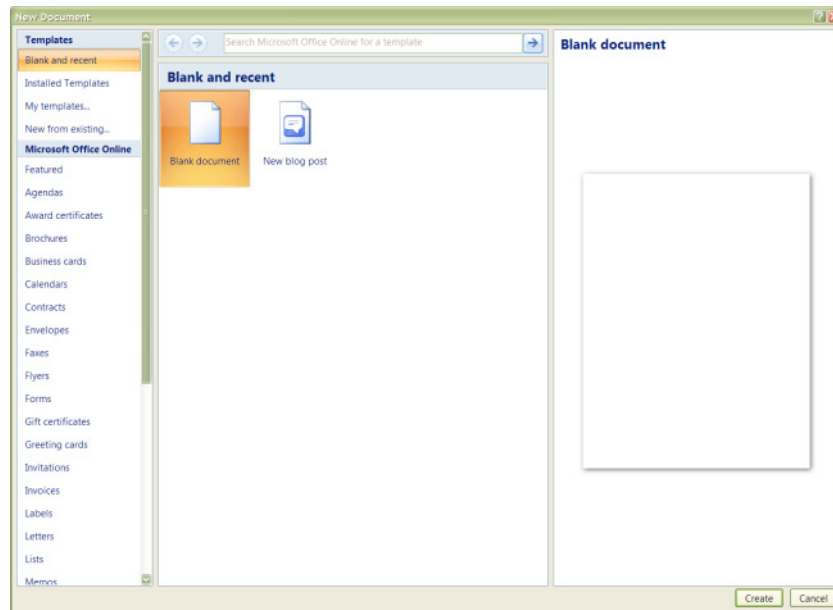 New Document
Templates
Blank and recent
Installed Templates
My templates...
New from existing...
Microsoft Office Online
Featured
Agendas
Award certificates
Brochures
Business cards
Calendars
Contracts
Envelopes
Faxes
Flyers
Forms
Gift certificates
Greeting cards
Invitations
Invoices
Labels
Letters
Lists
Memos
Search Microsoft Office Online for a template
Blank and recent
Blank document
New blog post
Blank document
Create
Cancel